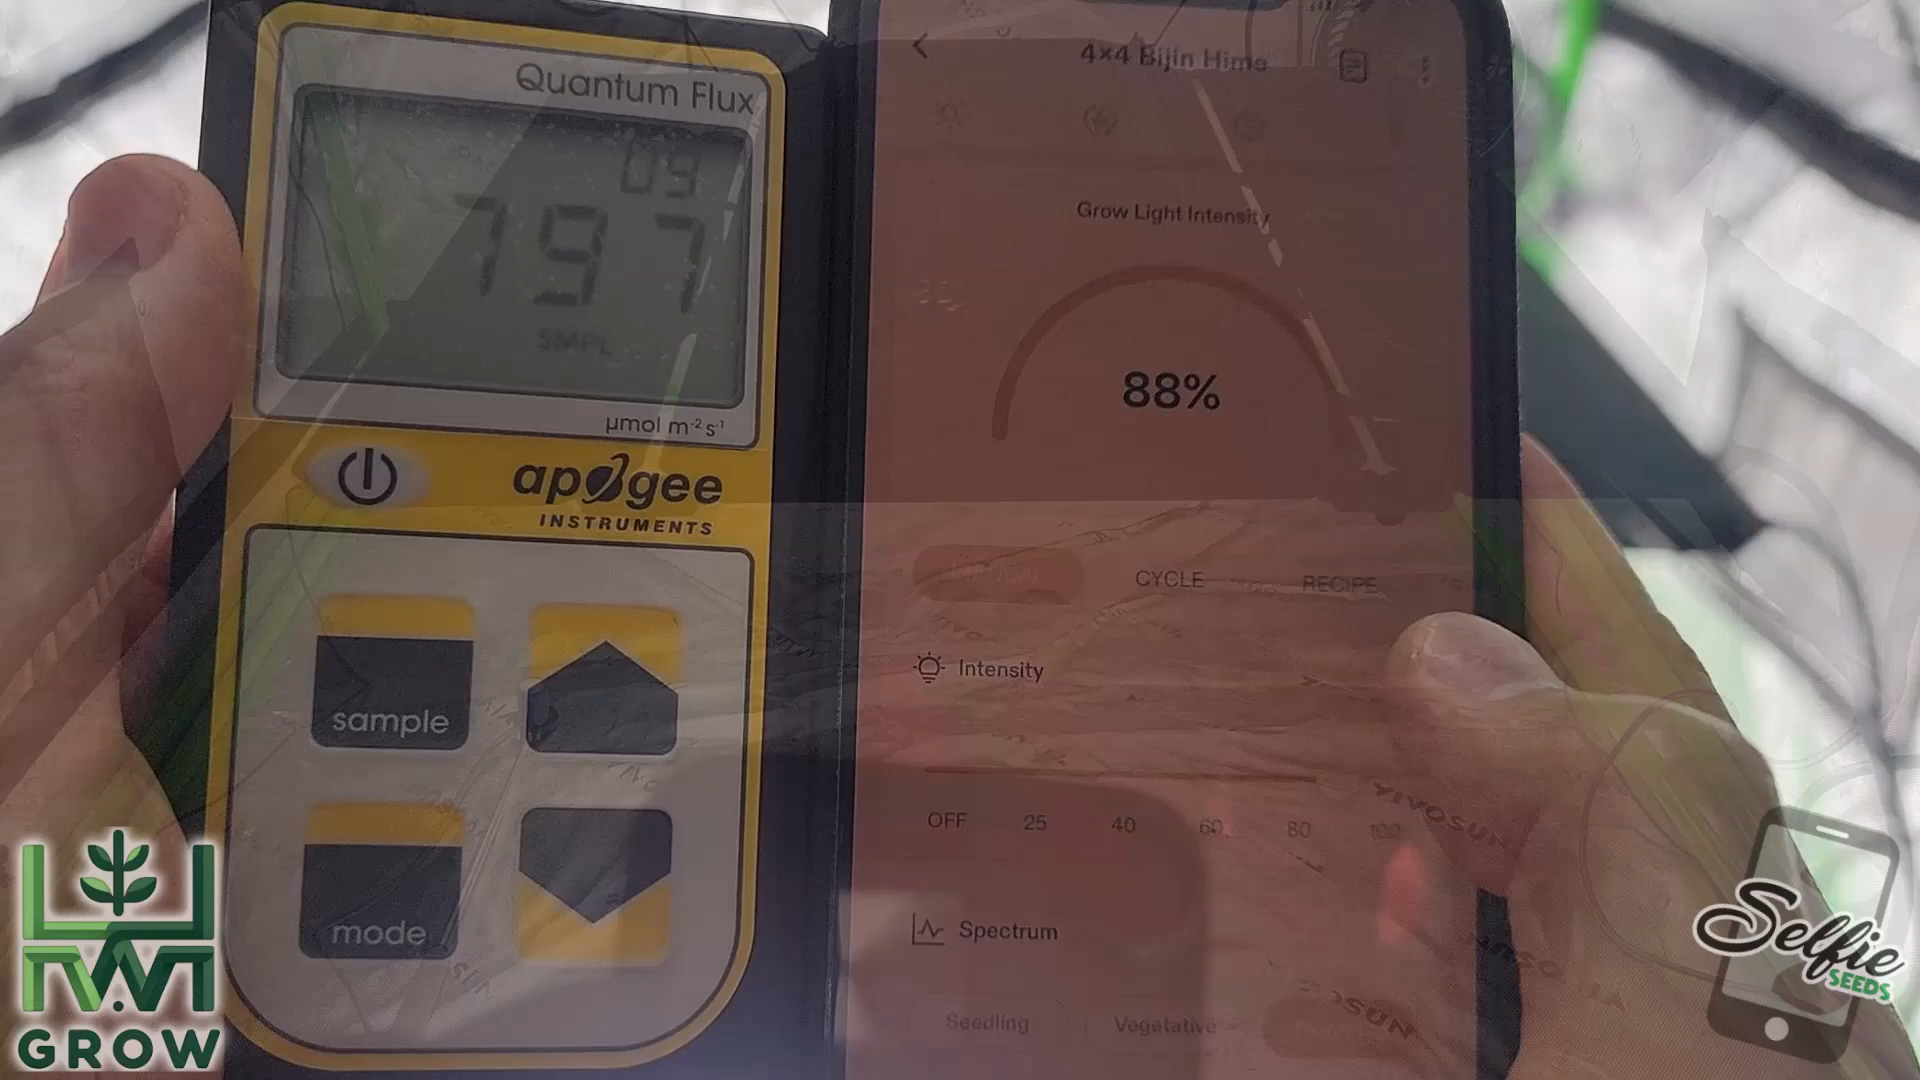 Quantum Flux
09
797
SMPL
µmol m⁻² s⁻¹
apogee
INSTRUMENTS
sample
mode
4×4 Bijin Hime
Grow Light Intensity
88%
CYCLE
RECIPE
Intensity
OFF 25 40 60 80 100
Spectrum
Seedling Vegetative
VIVOSUN
GROW
Selfie
SEEDS